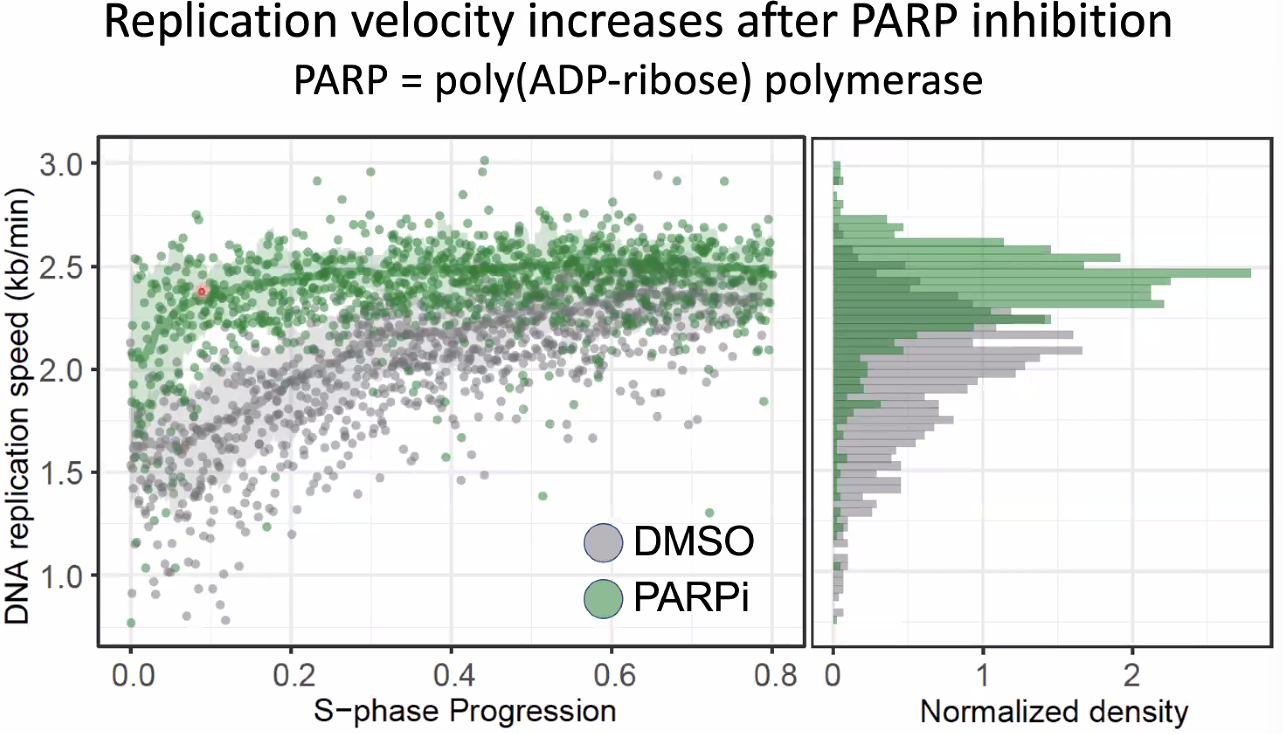 Replication velocity increases after PARP inhibition
PARP = poly(ADP-ribose) polymerase
DNA replication speed (kb/min)
3.0
2.5
2.0
1.5
1.0
DMSO
PARPi
0.0 0.2 0.4 0.6 0.8
S−phase Progression
0 1 2
Normalized density